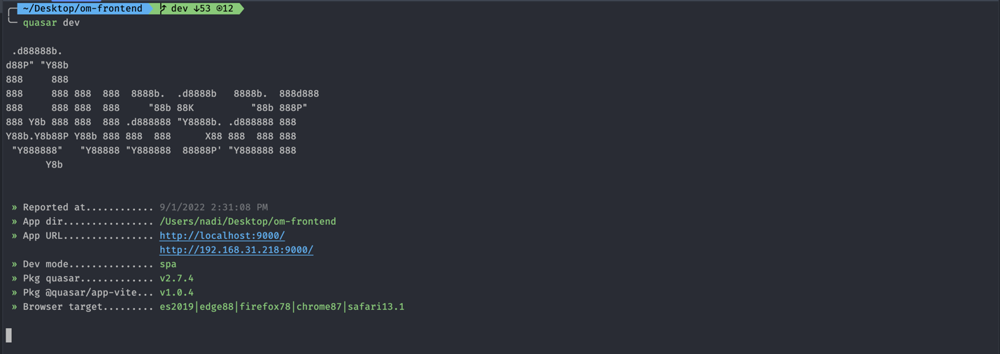 ~/Desktop/om-frontend dev ↓53 ⊙12
quasar dev
 .d88888b.
d88P" "Y88b
888     888
888     888 888  888  8888b.  .d8888b   8888b.  888d888
888     888 888  888     "88b 88K          "88b 888P"
888 Y8b 888 888  888 .d888888 "Y8888b. .d888888 888
Y88b.Y8b88P Y88b 888 888  888      X88 888  888 888
 "Y888888"   "Y88888 "Y888888  88888P' "Y888888 888
       Y8b
» Reported at............ 9/1/2022 2:31:08 PM
» App dir................ /Users/nadi/Desktop/om-frontend
» App URL................ http://localhost:9000/
http://192.168.31.218:9000/
» Dev mode............... spa
» Pkg quasar............. v2.7.4
» Pkg @quasar/app-vite... v1.0.4
» Browser target......... es2019|edge88|firefox78|chrome87|safari13.1